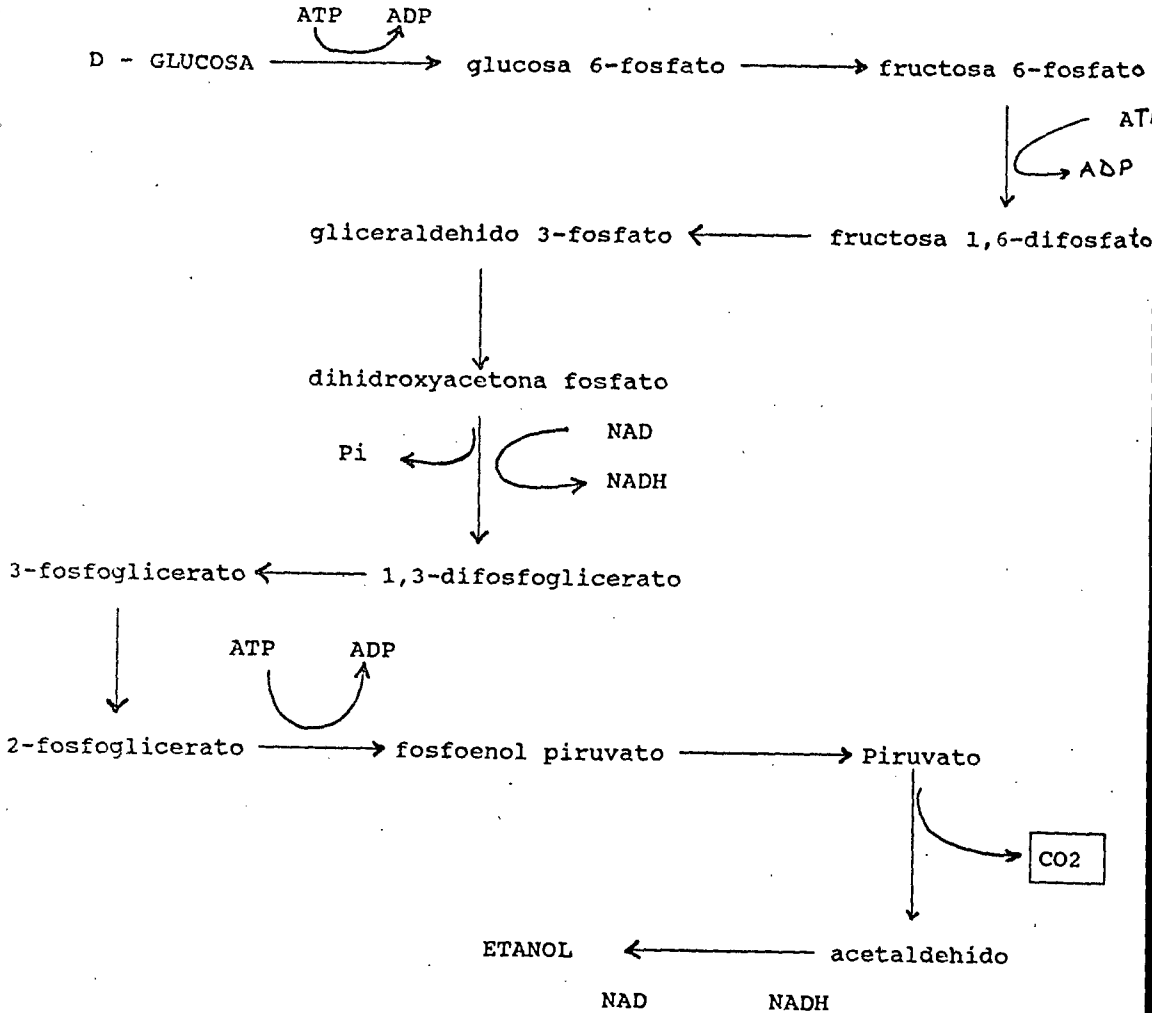 ATP ADP
D - GLUCOSA glucosa 6-fosfato fructosa 6-fosfato
ADP
gliceraldehido 3-fosfato fructosa 1,6-difosfato
dihidroxyacetona fosfato
NAD
Pi
NADH
3-fosfoglicerato 1,3-difosfoglicerato
ATP ADP
2-fosfoglicerato fosfoenol piruvato Piruvato
CO2
ETANOL acetaldehido
NAD NADH